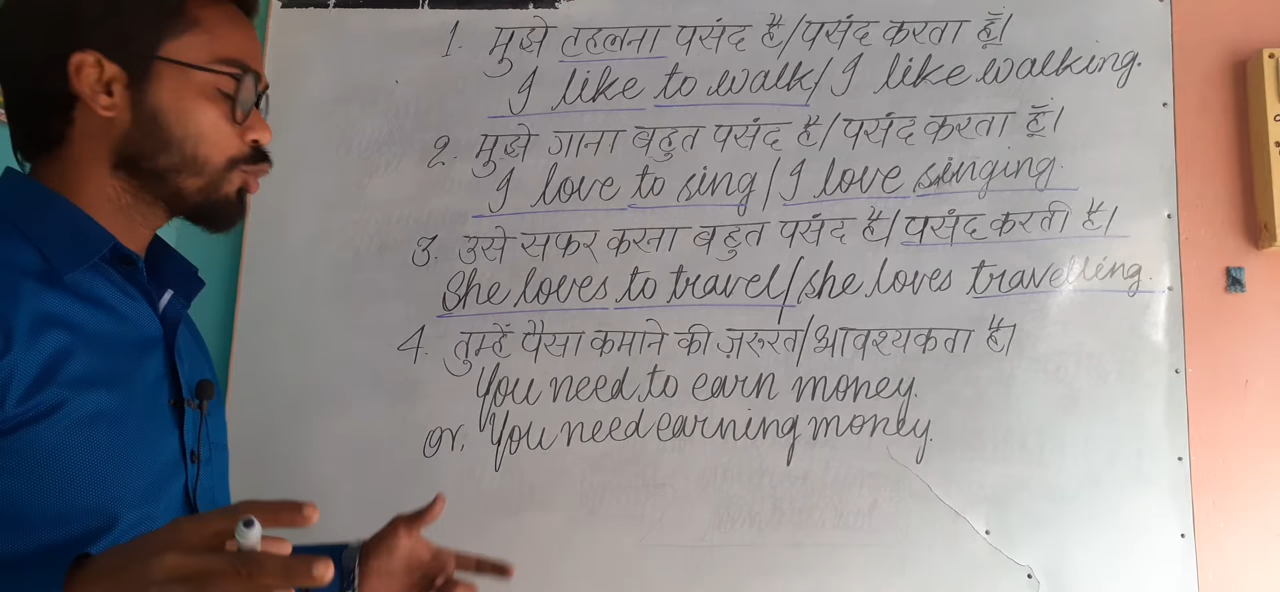 1. मुझे टहलना पसंद है/पसंद करता हूँ।
I like to walk/I like walking.
2. मुझे गाना बहुत पसंद है/पसंद करता हूँ।
I love to sing/I love singing.
3. उसे सफर करना बहुत पसंद है/पसंद करती है।
She loves to travel/she loves travelling.
4. तुम्हें पैसा कमाने की ज़रूरत/आवश्यकता है।
You need to earn money.
or. You need earning money.